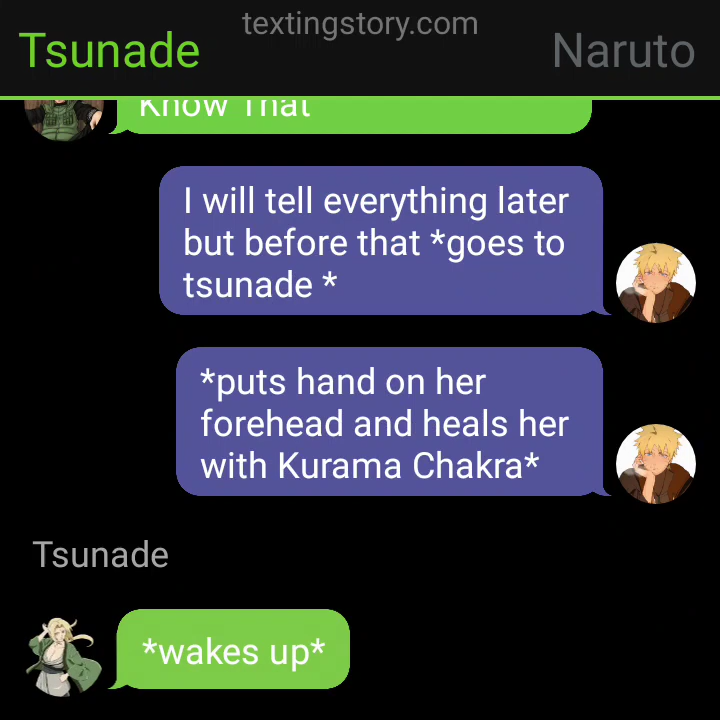 textingstory.com
Tsunade
Naruto
Know That
I will tell everything later
but before that *goes to
tsunade *
*puts hand on her
forehead and heals her
with Kurama Chakra*
Tsunade
*wakes up*